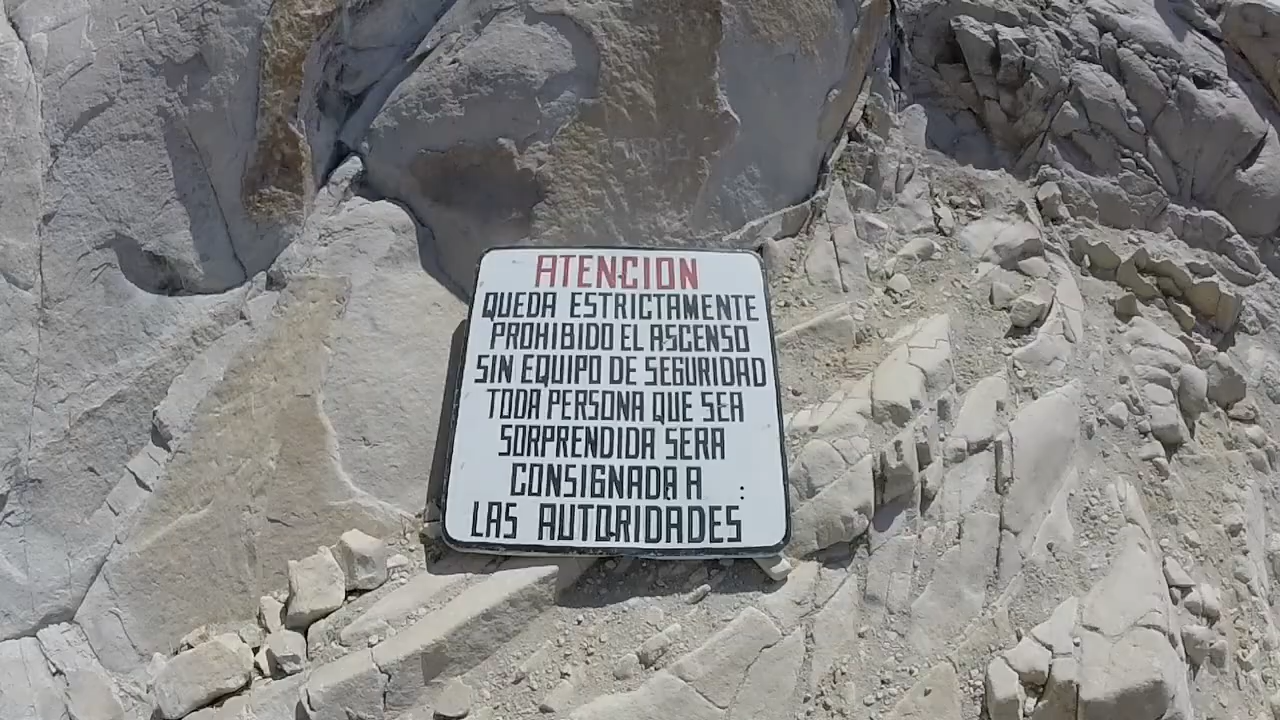 ATENCION
QUEDA ESTRICTAMENTE
PROHIBIDO EL ASCENSO
SIN EQUIPO DE SEGURIDAD
TODA PERSONA QUE SEA
SORPRENDIDA SERA
CONSIGNADA A :
LAS AUTORIDADES